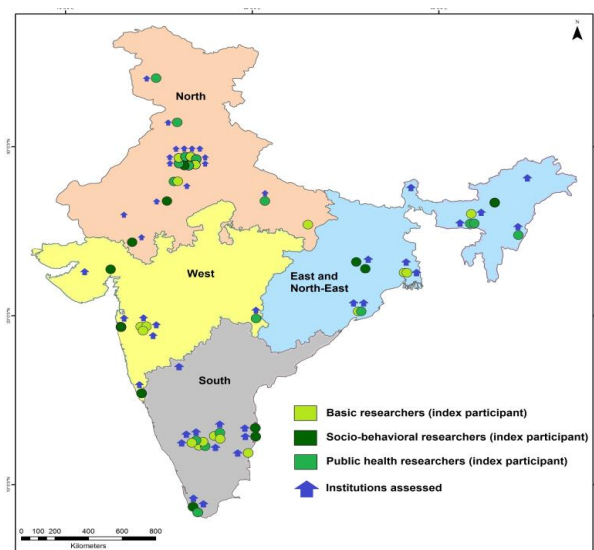 N
North
West
East and
North-East
South
Basic researchers (index participant)
Socio-behavioral researchers (index participant)
Public health researchers (index participant)
Institutions assessed
0 100 200 400 600 800
Kilometers